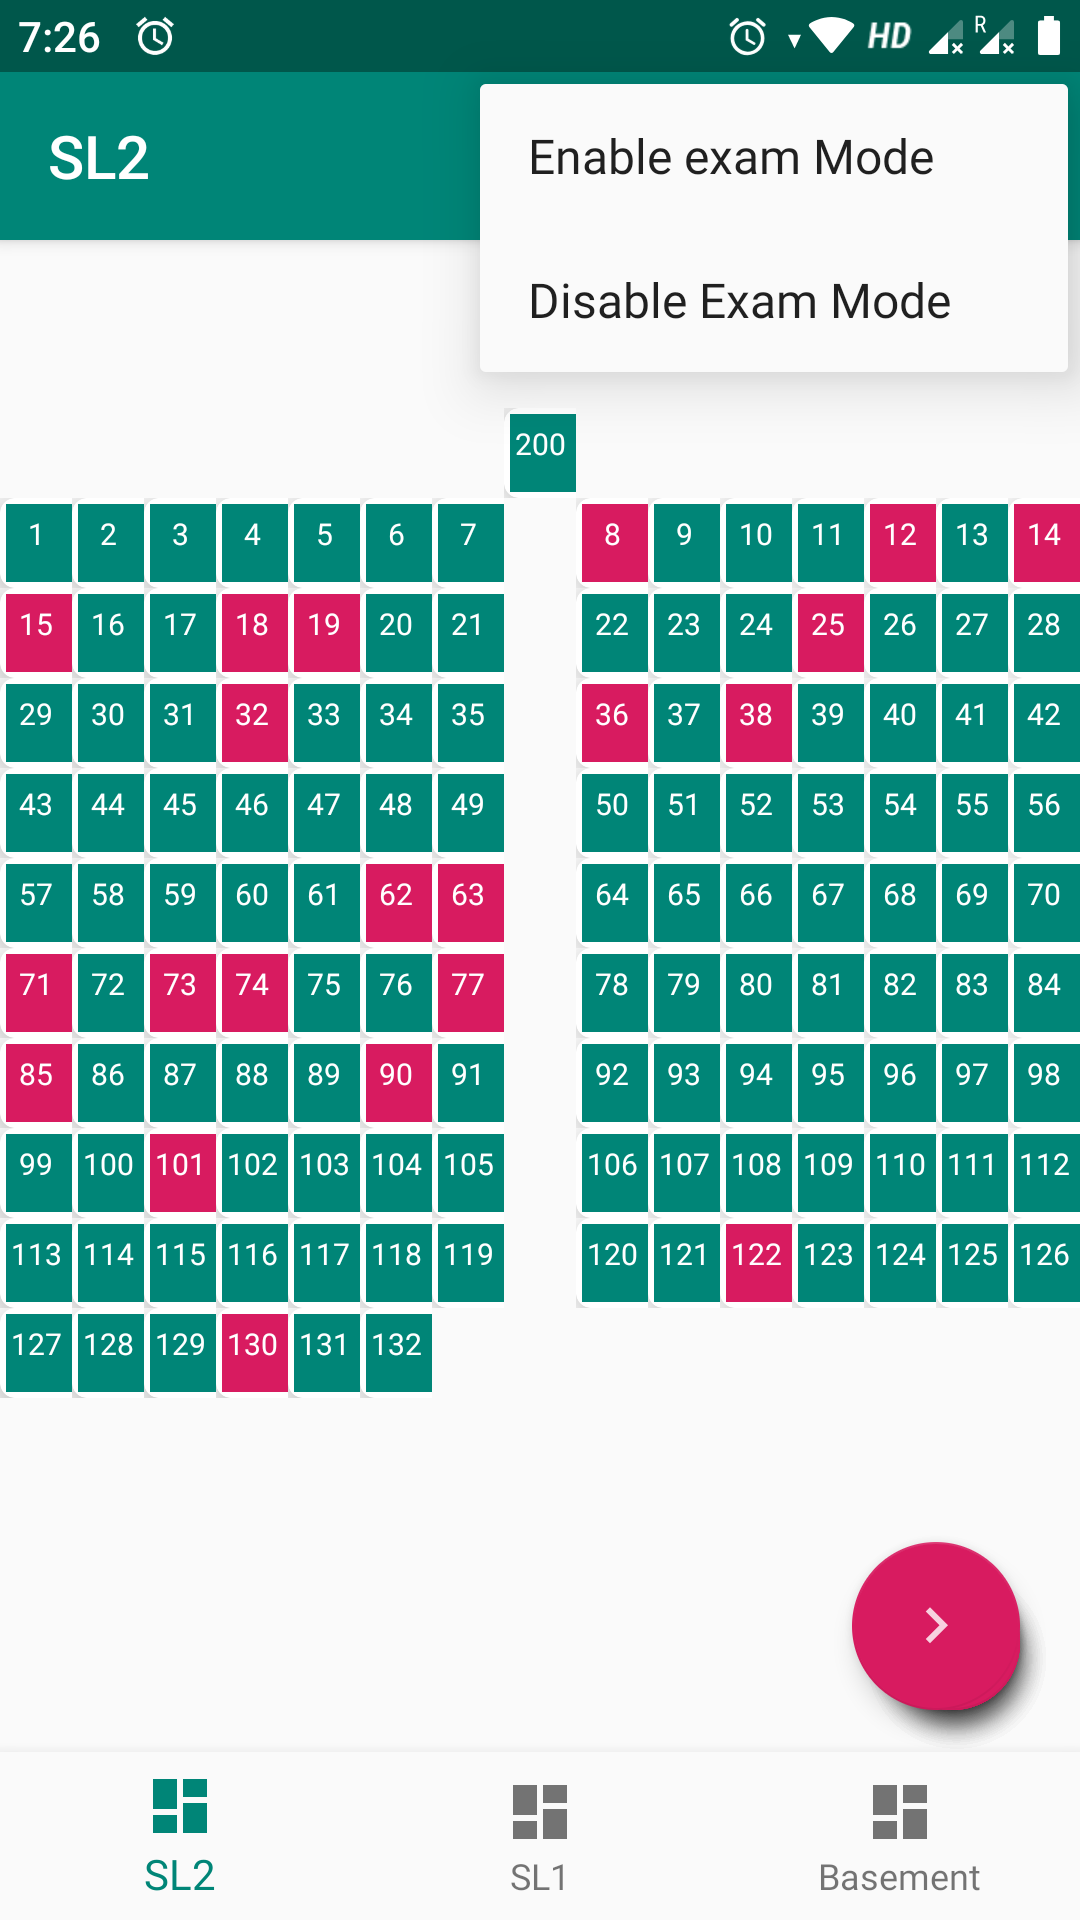 7:26 HD R
SL2
Enable exam Mode
Disable Exam Mode
200
1 2 3 4 5 6 7 8 9 10 11 12 13 14
15 16 17 18 19 20 21 22 23 24 25 26 27 28
29 30 31 32 33 34 35 36 37 38 39 40 41 42
43 44 45 46 47 48 49 50 51 52 53 54 55 56
57 58 59 60 61 62 63 64 65 66 67 68 69 70
71 72 73 74 75 76 77 78 79 80 81 82 83 84
85 86 87 88 89 90 91 92 93 94 95 96 97 98
99 100 101 102 103 104 105 106 107 108 109 110 111 112
113 114 115 116 117 118 119 120 121 122 123 124 125 126
127 128 129 130 131 132
SL2 SL1 Basement